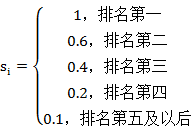 1，排名第一
0.6，排名第二
sᵢ = 0.4，排名第三
0.2，排名第四
0.1，排名第五及以后